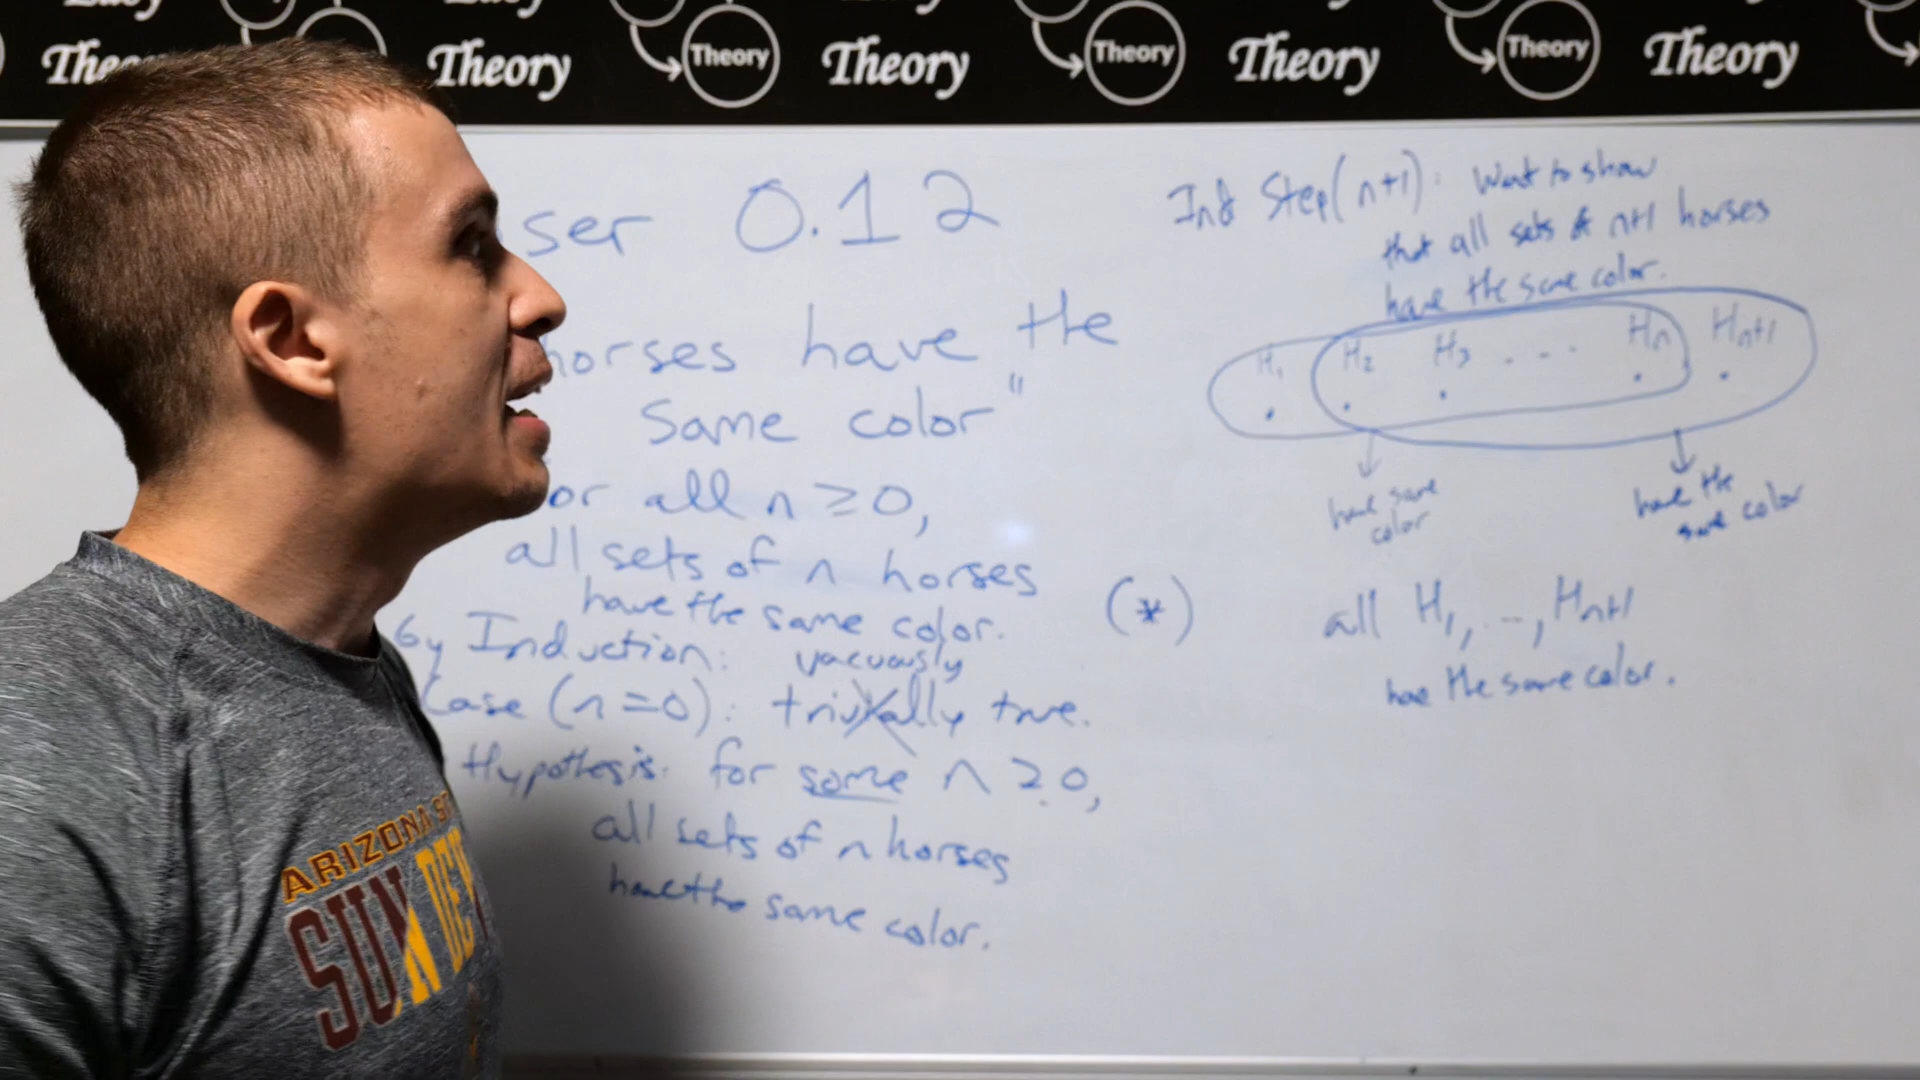 Theory Theory Theory Theory Theory Theory Theory Theory
ser 0.12
horses have the
same color"
or all n ≥ 0,
all sets of n horses
have the same color.
by Induction: vacuously
Case (n=0): trivially true.
Hypothesis: for some n ≥ 0,
all sets of n horses
have the same color.
Ind Step (n+1): Want to show
that all sets of n+1 horses
have the same color.
H₁ H₂ H₃ . - - . Hₙ Hₙ₊₁
have same
color
have the
same color
(*) all H₁, ..., Hₙ₊₁
have the same color.
ARIZONA S
SUN DE